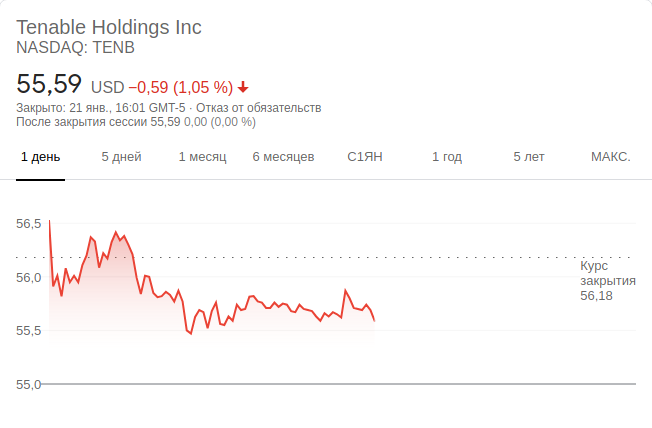 Tenable Holdings Inc
NASDAQ: TENB
55,59 USD −0,59 (1,05 %)
Закрыто: 21 янв., 16:01 GMT-5 · Отказ от обязательств
После закрытия сессии 55,59 0,00 (0,00 %)
1 день 5 дней 1 месяц 6 месяцев С1ЯН 1 год 5 лет МАКС.
56,5
Курс
закрытия
56,18
56,0
55,5
55,0